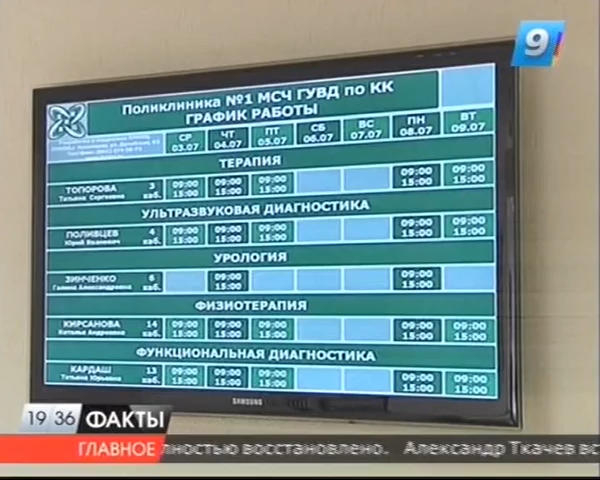 9
Поликлиника №1 МСЧ ГУВД по КК
ГРАФИК РАБОТЫ
СР ЧТ ПТ СБ ВС ПН ВТ
03.07 04.07 05.07 06.07 07.07 08.07 09.07
ТЕРАПИЯ
ТОПОРОВА 3 09:00 09:00 09:00 09:00 09:00
Татьяна Сергеевна каб. 15:00 15:00 15:00 15:00 15:00
УЛЬТРАЗВУКОВАЯ ДИАГНОСТИКА
ПОЛИВЦЕВ 4 09:00 09:00 09:00 09:00 09:00
Юрий Иванович каб. 15:00 15:00 15:00 15:00 15:00
УРОЛОГИЯ
ЗИНЧЕНКО 6 09:00 09:00
Галина Александровна каб. 15:00 15:00
ФИЗИОТЕРАПИЯ
КИРСАНОВА 14 09:00 09:00 09:00 09:00 09:00
Наталья Андреевна каб. 15:00 15:00 15:00 15:00 15:00
ФУНКЦИОНАЛЬНАЯ ДИАГНОСТИКА
КАРДАШ 13 09:00 09:00 09:00 09:00 09:00
Татьяна Юрьевна каб. 15:00 15:00 15:00 15:00 15:00
SAMSUNG
19 36 ФАКТЫ
ГЛАВНОЕ лностью восстановлено. Александр Ткачев вс